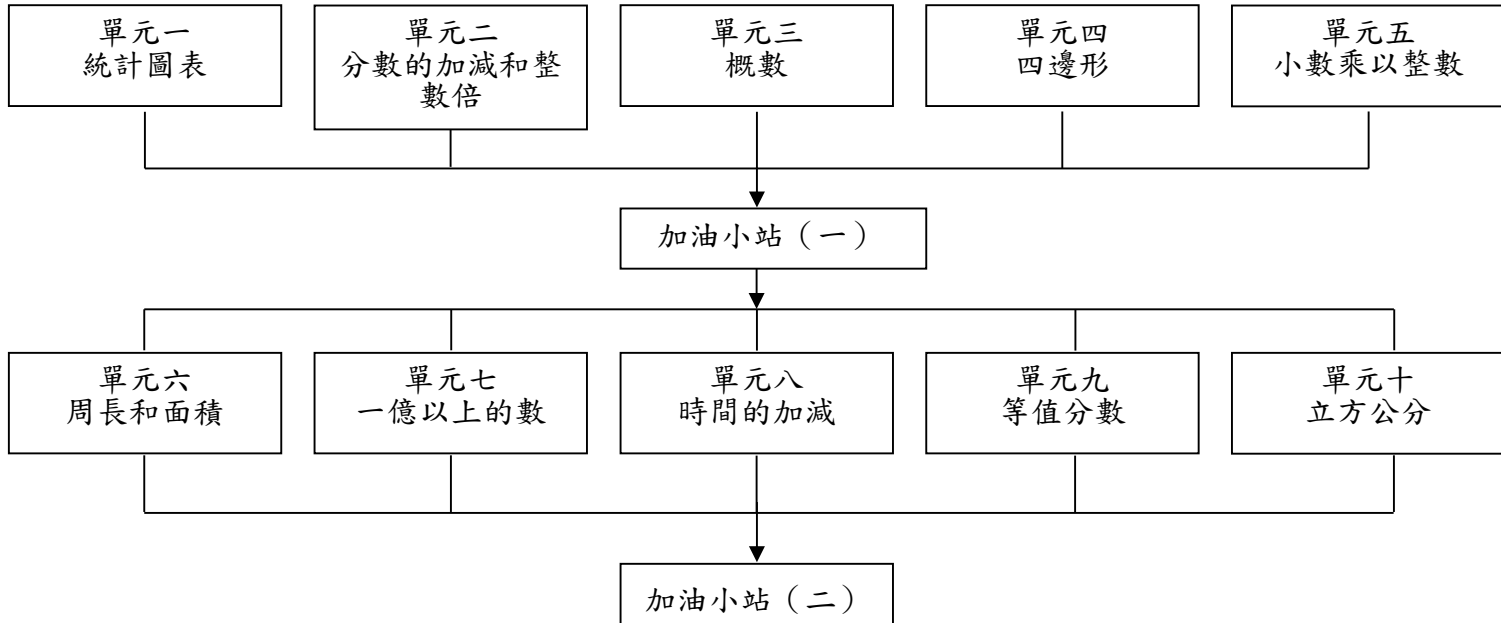 單元一
統計圖表
單元二
分數的加減和整
數倍
單元三
概數
單元四
四邊形
單元五
小數乘以整數
加油小站（一）
單元六
周長和面積
單元七
一億以上的數
單元八
時間的加減
單元九
等值分數
單元十
立方公分
加油小站（二）